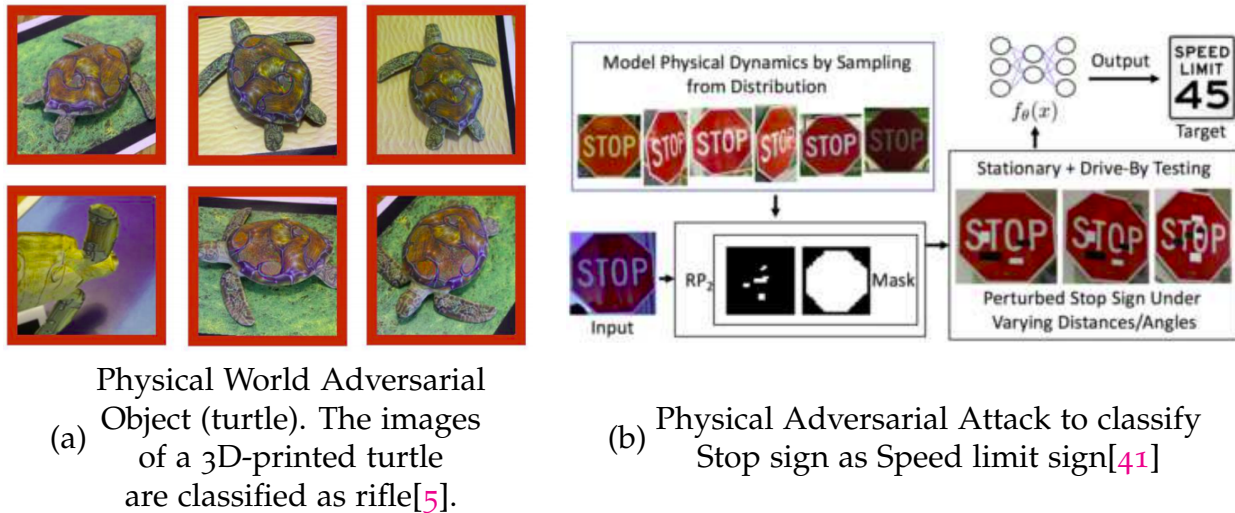 Model Physical Dynamics by Sampling
from Distribution
STOP STOP STOP STOP STOP STOP
STOP
Input
RP2
Mask
fθ(x)
Output
SPEED
LIMIT
45
Target
Stationary + Drive-By Testing
STOP STOP STOP
Perturbed Stop Sign Under
Varying Distances/Angles
(a) Physical World Adversarial
Object (turtle). The images
of a 3D-printed turtle
are classified as rifle[5].
(b) Physical Adversarial Attack to classify
Stop sign as Speed limit sign[41]